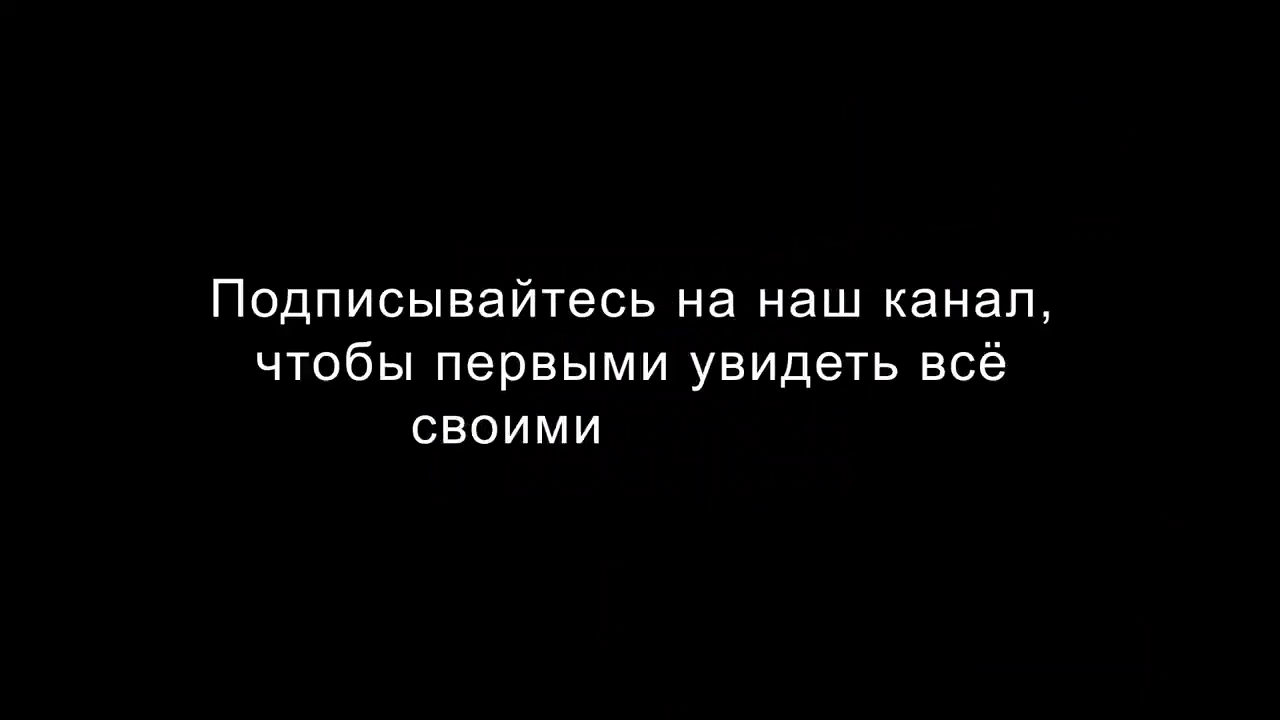 Подписывайтесь на наш канал,
чтобы первыми увидеть всё
своими